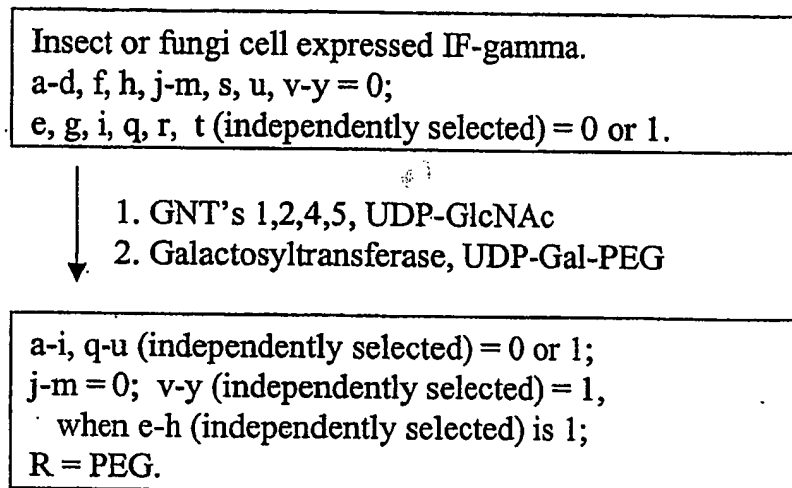 Insect or fungi cell expressed IF-gamma.
a-d, f, h, j-m, s, u, v-y = 0;
e, g, i, q, r, t (independently selected) = 0 or 1.
1. GNT's 1,2,4,5, UDP-GlcNAc
2. Galactosyltransferase, UDP-Gal-PEG
a-i, q-u (independently selected) = 0 or 1;
j-m = 0; v-y (independently selected) = 1,
when e-h (independently selected) is 1;
R = PEG.